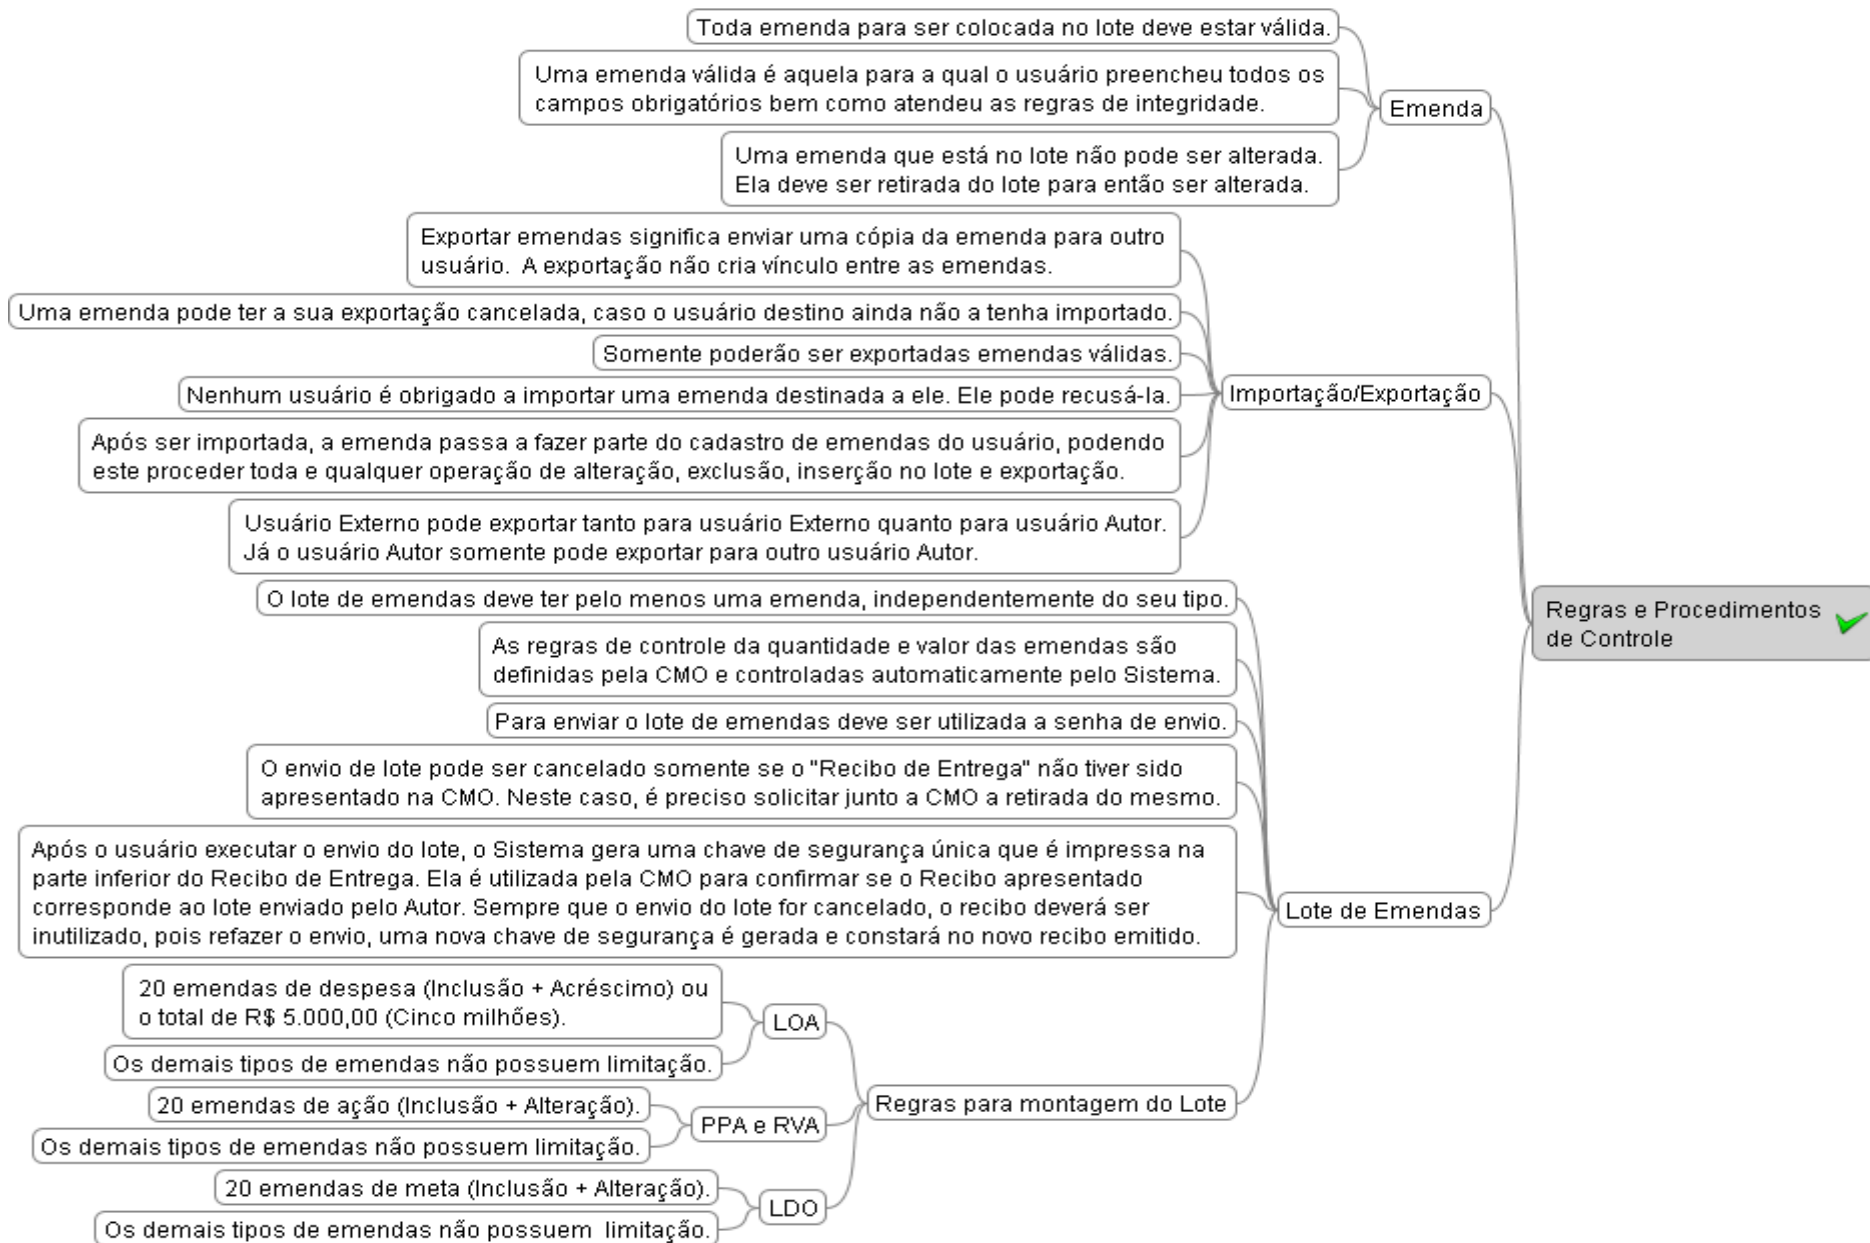 Toda emenda para ser colocada no lote deve estar válida.
Uma emenda válida é aquela para a qual o usuário preencheu todos os
campos obrigatórios bem como atendeu as regras de integridade.
Emenda
Uma emenda que está no lote não pode ser alterada.
Ela deve ser retirada do lote para então ser alterada.
Exportar emendas significa enviar uma cópia da emenda para outro
usuário.  A exportação não cria vínculo entre as emendas.
Uma emenda pode ter a sua exportação cancelada, caso o usuário destino ainda não a tenha importado.
Somente poderão ser exportadas emendas válidas.
Nenhum usuário é obrigado a importar uma emenda destinada a ele. Ele pode recusá-la.
Importação/Exportação
Após ser importada, a emenda passa a fazer parte do cadastro de emendas do usuário, podendo
este proceder toda e qualquer operação de alteração, exclusão, inserção no lote e exportação.
Usuário Externo pode exportar tanto para usuário Externo quanto para usuário Autor.
Já o usuário Autor somente pode exportar para outro usuário Autor.
O lote de emendas deve ter pelo menos uma emenda, independentemente do seu tipo.
Regras e Procedimentos
de Controle
As regras de controle da quantidade e valor das emendas são
definidas pela CMO e controladas automaticamente pelo Sistema.
Para enviar o lote de emendas deve ser utilizada a senha de envio.
O envio de lote pode ser cancelado somente se o "Recibo de Entrega" não tiver sido
apresentado na CMO. Neste caso, é preciso solicitar junto a CMO a retirada do mesmo.
Após o usuário executar o envio do lote, o Sistema gera uma chave de segurança única que é impressa na
parte inferior do Recibo de Entrega. Ela é utilizada pela CMO para confirmar se o Recibo apresentado
corresponde ao lote enviado pelo Autor. Sempre que o envio do lote for cancelado, o recibo deverá ser
inutilizado, pois refazer o envio, uma nova chave de segurança é gerada e constará no novo recibo emitido.
Lote de Emendas
20 emendas de despesa (Inclusão + Acréscimo) ou
o total de R$ 5.000,00 (Cinco milhões).
LOA
Os demais tipos de emendas não possuem limitação.
20 emendas de ação (Inclusão + Alteração).
Regras para montagem do Lote
PPA e RVA
Os demais tipos de emendas não possuem limitação.
20 emendas de meta (Inclusão + Alteração).
LDO
Os demais tipos de emendas não possuem  limitação.